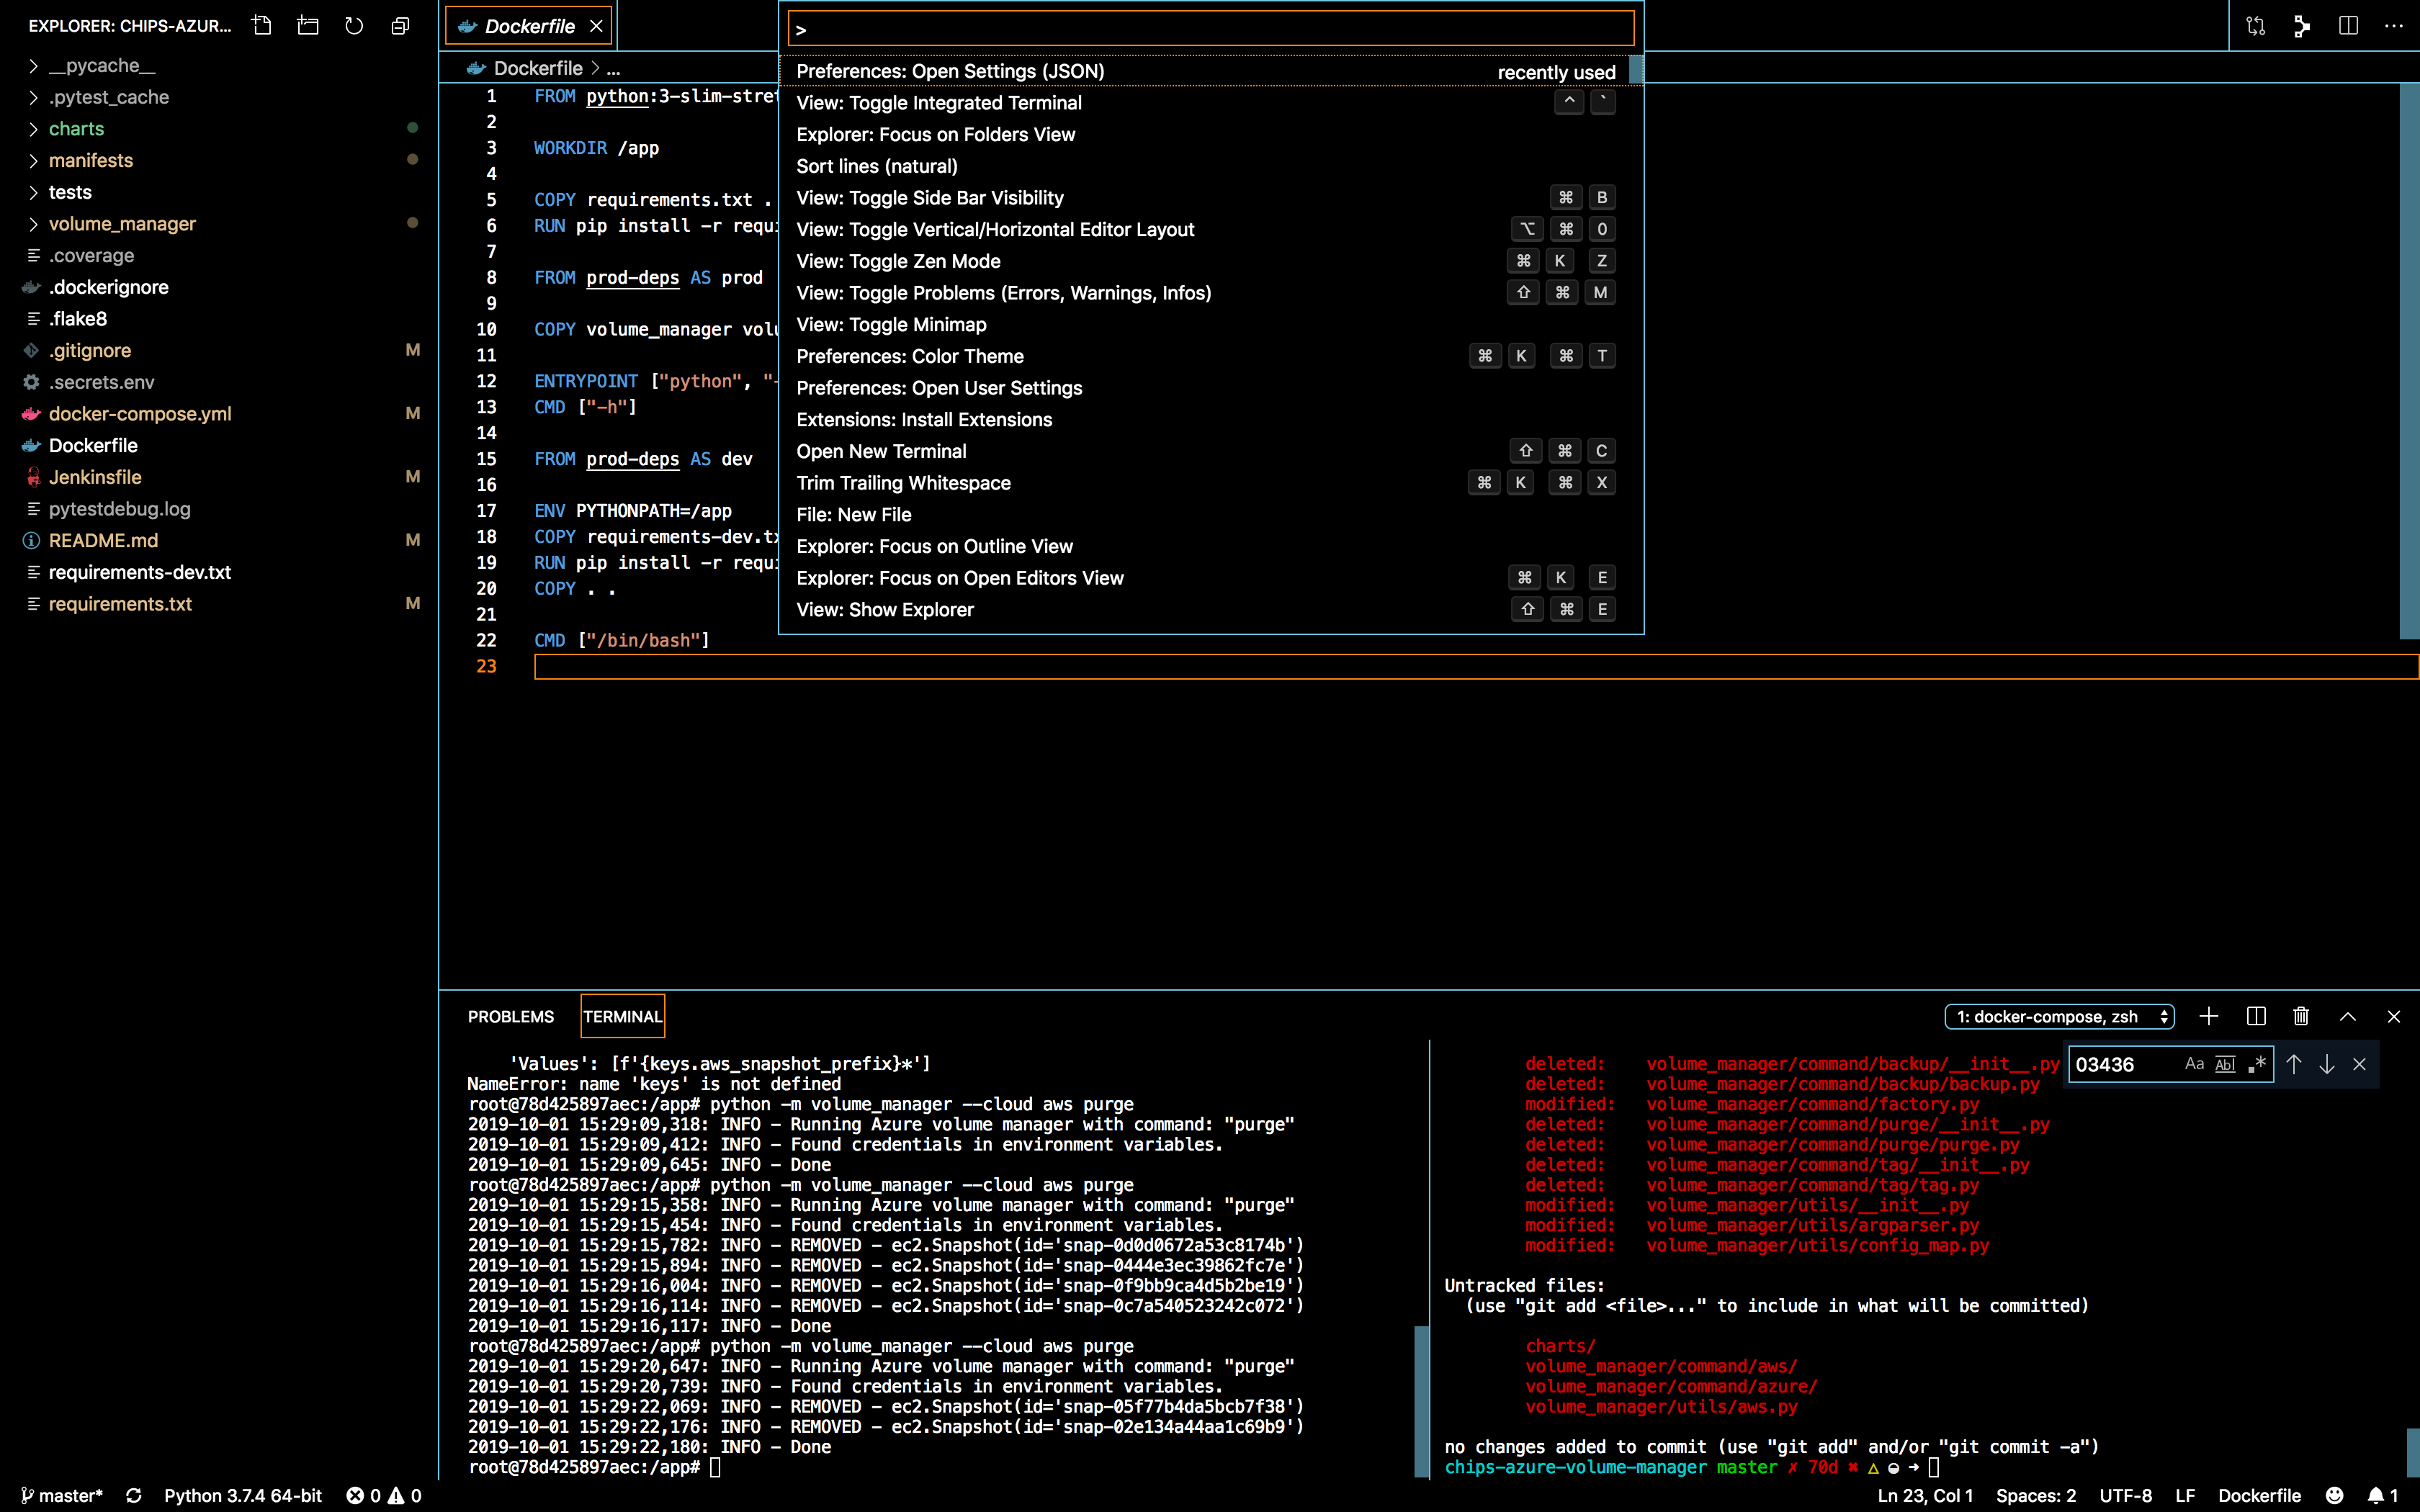 EXPLORER: CHIPS-AZUR...
__pycache__
.pytest_cache
charts
manifests
tests
volume_manager
.coverage
.dockerignore
.flake8
.gitignore M
.secrets.env
docker-compose.yml M
Dockerfile
Jenkinsfile M
pytestdebug.log
README.md M
requirements-dev.txt
requirements.txt M
Dockerfile
Dockerfile > ...
1 FROM python:3-slim-stret
2
3 WORKDIR /app
4
5 COPY requirements.txt .
6 RUN pip install -r requi
7
8 FROM prod-deps AS prod
9
10 COPY volume_manager volu
11
12 ENTRYPOINT ["python", "-
13 CMD ["-h"]
14
15 FROM prod-deps AS dev
16
17 ENV PYTHONPATH=/app
18 COPY requirements-dev.tx
19 RUN pip install -r requi
20 COPY . .
21
22 CMD ["/bin/bash"]
23
>
Preferences: Open Settings (JSON) recently used
View: Toggle Integrated Terminal ^ `
Explorer: Focus on Folders View
Sort lines (natural)
View: Toggle Side Bar Visibility ⌘ B
View: Toggle Vertical/Horizontal Editor Layout ⌥ ⌘ 0
View: Toggle Zen Mode ⌘ K Z
View: Toggle Problems (Errors, Warnings, Infos) ⇧ ⌘ M
View: Toggle Minimap
Preferences: Color Theme ⌘ K ⌘ T
Preferences: Open User Settings
Extensions: Install Extensions
Open New Terminal ⇧ ⌘ C
Trim Trailing Whitespace ⌘ K ⌘ X
File: New File
Explorer: Focus on Outline View
Explorer: Focus on Open Editors View ⌘ K E
View: Show Explorer ⇧ ⌘ E
PROBLEMS TERMINAL
1: docker-compose, zsh
'Values': [f'{keys.aws_snapshot_prefix}*']
NameError: name 'keys' is not defined
root@78d425897aec:/app# python -m volume_manager --cloud aws purge
2019-10-01 15:29:09,318: INFO - Running Azure volume manager with command: "purge"
2019-10-01 15:29:09,412: INFO - Found credentials in environment variables.
2019-10-01 15:29:09,645: INFO - Done
root@78d425897aec:/app# python -m volume_manager --cloud aws purge
2019-10-01 15:29:15,358: INFO - Running Azure volume manager with command: "purge"
2019-10-01 15:29:15,454: INFO - Found credentials in environment variables.
2019-10-01 15:29:15,782: INFO - REMOVED - ec2.Snapshot(id='snap-0d0d0672a53c8174b')
2019-10-01 15:29:15,894: INFO - REMOVED - ec2.Snapshot(id='snap-0444e3ec39862fc7e')
2019-10-01 15:29:16,004: INFO - REMOVED - ec2.Snapshot(id='snap-0f9bb9ca4d5b2be19')
2019-10-01 15:29:16,114: INFO - REMOVED - ec2.Snapshot(id='snap-0c7a540523242c072')
2019-10-01 15:29:16,117: INFO - Done
root@78d425897aec:/app# python -m volume_manager --cloud aws purge
2019-10-01 15:29:20,647: INFO - Running Azure volume manager with command: "purge"
2019-10-01 15:29:20,739: INFO - Found credentials in environment variables.
2019-10-01 15:29:22,069: INFO - REMOVED - ec2.Snapshot(id='snap-05f77b4da5bcb7f38')
2019-10-01 15:29:22,176: INFO - REMOVED - ec2.Snapshot(id='snap-02e134a44aa1c69b9')
2019-10-01 15:29:22,180: INFO - Done
root@78d425897aec:/app#
03436 Aa Abl .*
deleted: volume_manager/command/backup/__init__.py
deleted: volume_manager/command/backup/backup.py
modified: volume_manager/command/factory.py
deleted: volume_manager/command/purge/__init__.py
deleted: volume_manager/command/purge/purge.py
deleted: volume_manager/command/tag/__init__.py
deleted: volume_manager/command/tag/tag.py
modified: volume_manager/utils/__init__.py
modified: volume_manager/utils/argparser.py
modified: volume_manager/utils/config_map.py
Untracked files:
(use "git add <file>..." to include in what will be committed)
charts/
volume_manager/command/aws/
volume_manager/command/azure/
volume_manager/utils/aws.py
no changes added to commit (use "git add" and/or "git commit -a")
chips-azure-volume-manager master ✗ 70d ✖ △ ◒ ➜
master* Python 3.7.4 64-bit 0 0 Ln 23, Col 1 Spaces: 2 UTF-8 LF Dockerfile 1